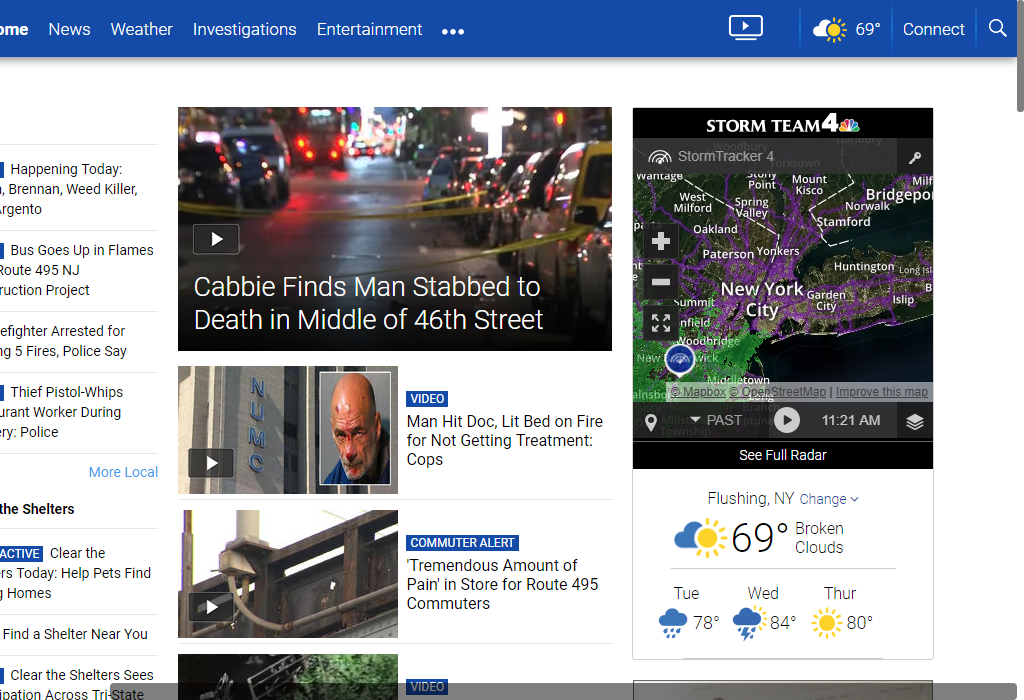 ome News Weather Investigations Entertainment ••• 69° Connect
Happening Today:
, Brennan, Weed Killer,
Argento
Bus Goes Up in Flames
Route 495 NJ
ruction Project
efighter Arrested for
ng 5 Fires, Police Say
Thief Pistol-Whips
urant Worker During
ery: Police
More Local
the Shelters
ACTIVE Clear the
ers Today: Help Pets Find
g Homes
Find a Shelter Near You
Clear the Shelters Sees
ipation Across Tri-State
Cabbie Finds Man Stabbed to
Death in Middle of 46th Street
NUMC
VIDEO
Man Hit Doc, Lit Bed on Fire
for Not Getting Treatment:
Cops
COMMUTER ALERT
'Tremendous Amount of
Pain' in Store for Route 495
Commuters
VIDEO
STORM TEAM 4
StormTracker 4
Woodbury
Danbury
Yorktown
Wantage
Stony
Point
Mount
Kisco
Milf
West
Milford
Spring
Valley
Bridgepor
Norwalk
Stamford
Oakland
Paterson
Yonkers
Huntington
Long Isl
New York
City
Garden
City
Islip
Summit
nfield
Woodbridge
New Brunswick
Middletown
© Mapbox © OpenStreetMap | Improve this map
PAST 11:21 AM
See Full Radar
Flushing, NY Change
69° Broken
Clouds
Tue Wed Thur
78° 84° 80°